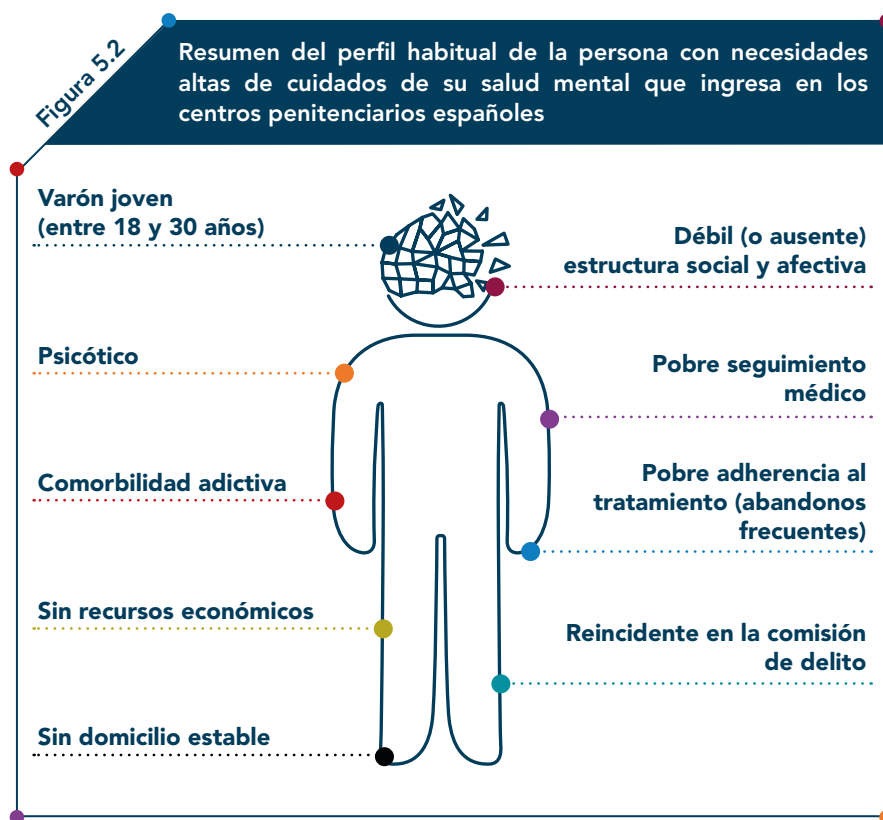 Figura 5.2
Resumen del perfil habitual de la persona con necesidades
altas de cuidados de su salud mental que ingresa en los
centros penitenciarios españoles
Varón joven
(entre 18 y 30 años)
Psicótico
Comorbilidad adictiva
Sin recursos económicos
Sin domicilio estable
Débil (o ausente)
estructura social y afectiva
Pobre seguimiento
médico
Pobre adherencia al
tratamiento (abandonos
frecuentes)
Reincidente en la comisión
de delito